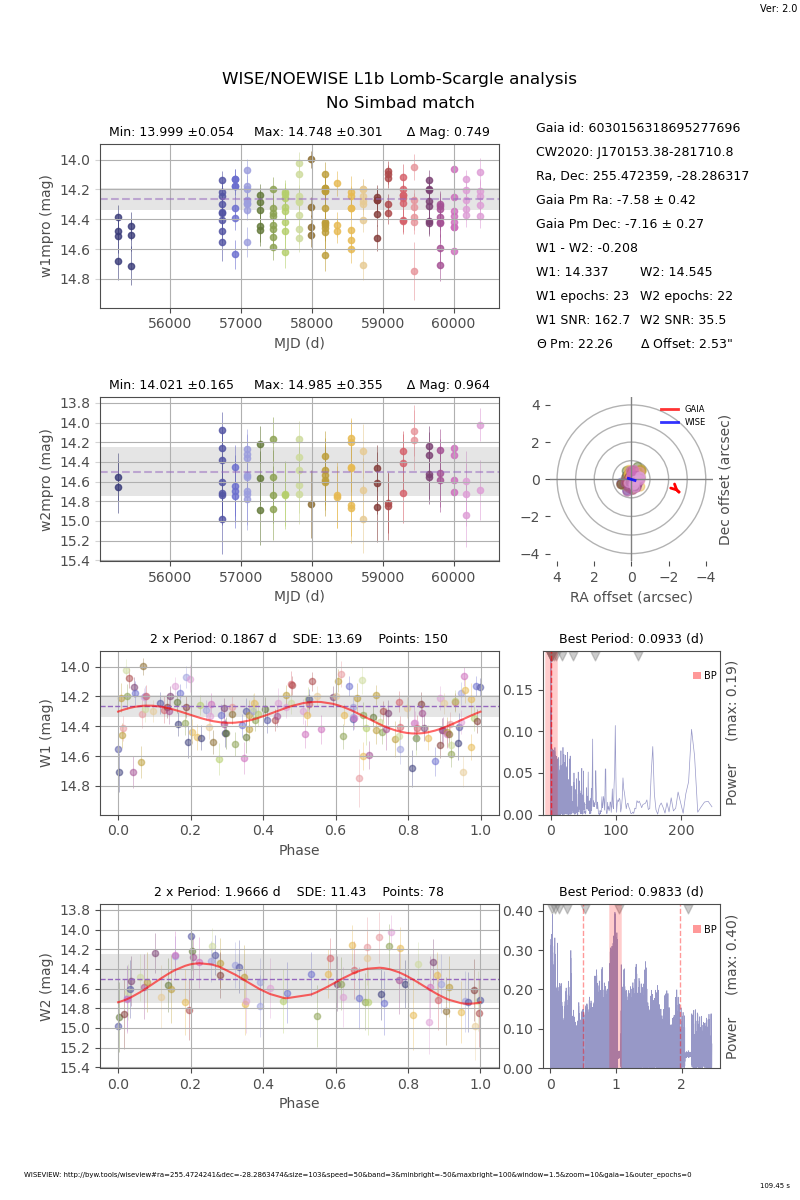 Ver: 2.0
WISE/NOEWISE L1b Lomb-Scargle analysis
No Simbad match
Min: 13.999 ±0.054 Max: 14.748 ±0.301 Δ Mag: 0.749
w1mpro (mag)
14.0
14.2
14.4
14.6
14.8
56000 57000 58000 59000 60000
MJD (d)
Gaia id: 6030156318695277696
CW2020: J170153.38-281710.8
Ra, Dec: 255.472359, -28.286317
Gaia Pm Ra: -7.58 ± 0.42
Gaia Pm Dec: -7.16 ± 0.27
W1 - W2: -0.208
W1: 14.337 W2: 14.545
W1 epochs: 23 W2 epochs: 22
W1 SNR: 162.7 W2 SNR: 35.5
Θ Pm: 22.26 Δ Offset: 2.53"
Min: 14.021 ±0.165 Max: 14.985 ±0.355 Δ Mag: 0.964
w2mpro (mag)
13.8
14.0
14.2
14.4
14.6
14.8
15.0
15.2
15.4
56000 57000 58000 59000 60000
MJD (d)
GAIA
WISE
4
2
0
−2
−4
4 2 0 −2 −4
RA offset (arcsec)
Dec offset (arcsec)
2 x Period: 0.1867 d SDE: 13.69 Points: 150
W1 (mag)
14.0
14.2
14.4
14.6
14.8
0.0 0.2 0.4 0.6 0.8 1.0
Phase
Best Period: 0.0933 (d)
BP
0.15
0.10
0.05
0.00
0 100 200
Power (max: 0.19)
2 x Period: 1.9666 d SDE: 11.43 Points: 78
W2 (mag)
13.8
14.0
14.2
14.4
14.6
14.8
15.0
15.2
15.4
0.0 0.2 0.4 0.6 0.8 1.0
Phase
Best Period: 0.9833 (d)
BP
0.40
0.30
0.20
0.10
0.00
0 1 2
Power (max: 0.40)
WISEVIEW: http://byw.tools/wiseview#ra=255.4724241&dec=-28.2863474&size=103&speed=50&band=3&minbright=-50&maxbright=100&window=1.5&zoom=10&gaia=1&outer_epochs=0
109.45 s